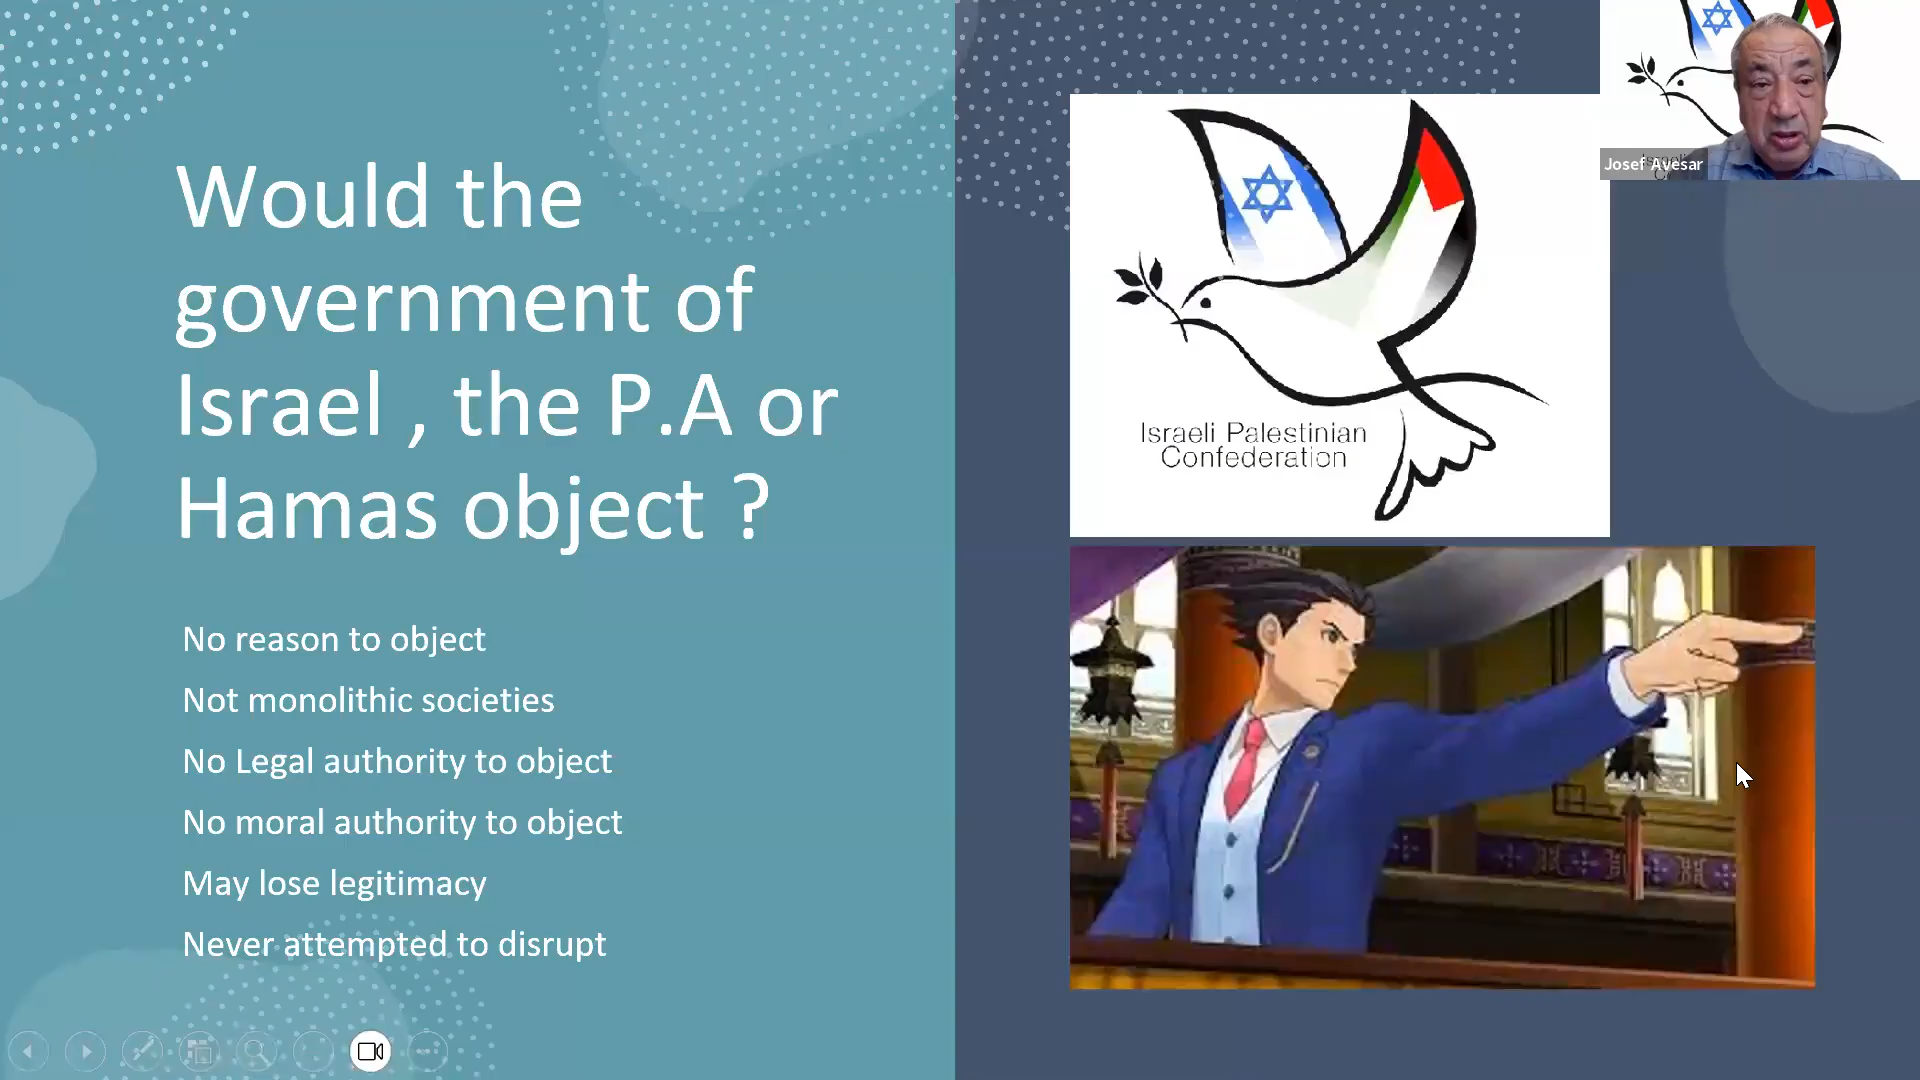 Would the
government of
Israel , the P.A or
Hamas object ?
No reason to object
Not monolithic societies
No Legal authority to object
No moral authority to object
May lose legitimacy
Never attempted to disrupt
Israeli Palestinian
Confederation
Josef Avesar